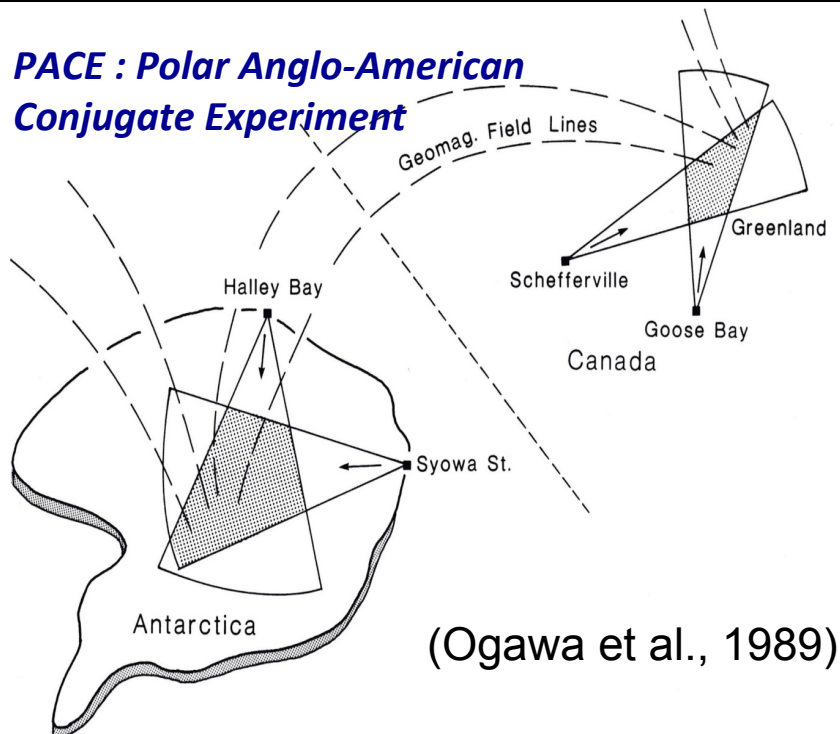 PACE : Polar Anglo-American
Conjugate Experiment
Geomag. Field Lines
Greenland
Schefferville
Halley Bay
Goose Bay
Canada
Syowa St.
Antarctica
(Ogawa et al., 1989)